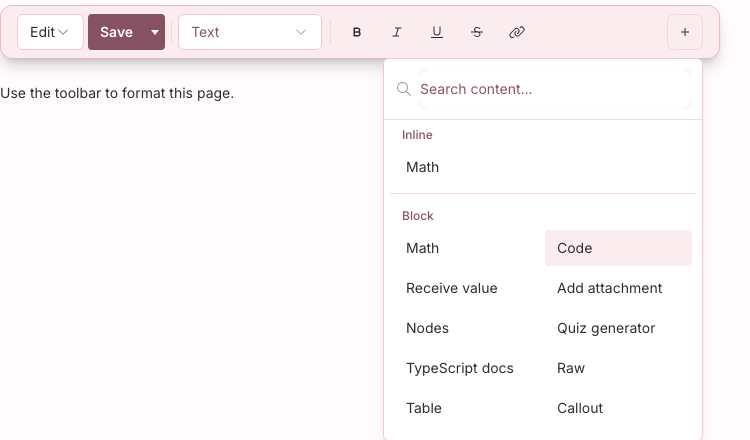 Edit Save Text B I U S +
Use the toolbar to format this page.
Search content...
Inline
Math
Block
Math Code
Receive value Add attachment
Nodes Quiz generator
TypeScript docs Raw
Table Callout